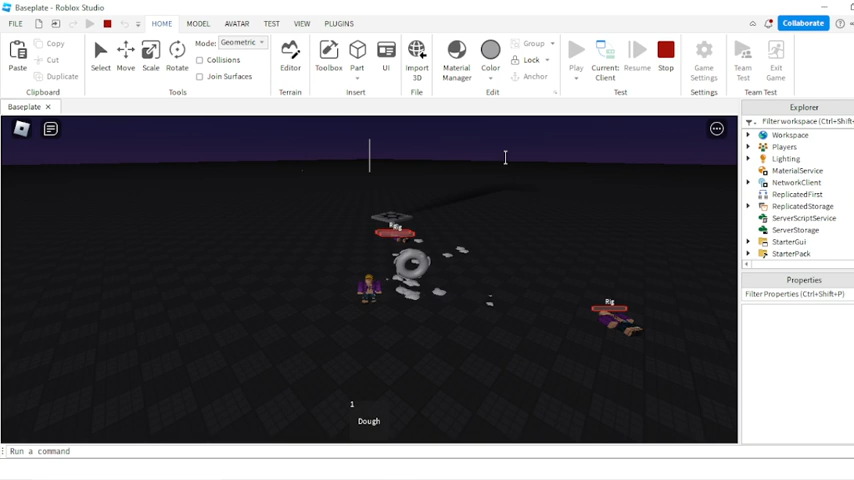 Baseplate - Roblox Studio
FILE HOME MODEL AVATAR TEST VIEW PLUGINS Collaborate
Paste Copy Cut Duplicate Select Move Scale Rotate Mode: Geometric Collisions Join Surfaces Editor Toolbox Part UI Import 3D Material Manager Color Group Lock Anchor Play Current: Client Resume Stop Game Settings Team Test Exit Game
Clipboard Tools Terrain Insert File Edit Test Settings Team Test
Baseplate
Explorer
Filter workspace (Ctrl+Shift+
Workspace
Players
Lighting
MaterialService
NetworkClient
ReplicatedFirst
ReplicatedStorage
ServerScriptService
ServerStorage
StarterGui
StarterPack
Properties
Filter Properties (Ctrl+Shift+P)
Rig
1
Dough
Run a command